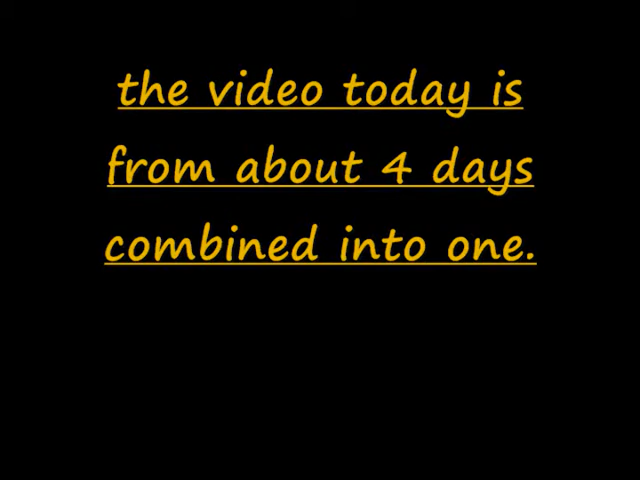 the video today is
from about 4 days
combined into one.